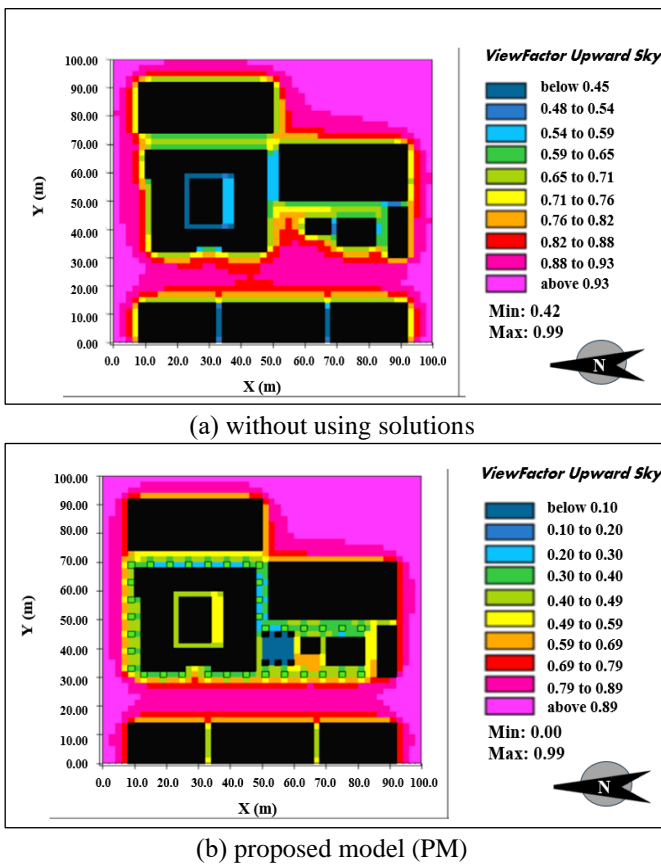 ViewFactor Upward Sky
below 0.45
0.48 to 0.54
0.54 to 0.59
0.59 to 0.65
0.65 to 0.71
0.71 to 0.76
0.76 to 0.82
0.82 to 0.88
0.88 to 0.93
above 0.93
Min: 0.42
Max: 0.99
N
100.00
90.00
80.00
70.00
60.00
50.00
40.00
30.00
20.00
10.00
0.00
Y (m)
0.0 10.0 20.0 30.0 40.0 50.0 60.0 70.0 80.0 90.0 100.0
X (m)
(a) without using solutions
ViewFactor Upward Sky
below 0.10
0.10 to 0.20
0.20 to 0.30
0.30 to 0.40
0.40 to 0.49
0.49 to 0.59
0.59 to 0.69
0.69 to 0.79
0.79 to 0.89
above 0.89
Min: 0.00
Max: 0.99
N
100.00
90.00
80.00
70.00
60.00
50.00
40.00
30.00
20.00
10.00
0.00
Y (m)
0.0 10.0 20.0 30.0 40.0 50.0 60.0 70.0 80.0 90.0 100.0
X (m)
(b) proposed model (PM)